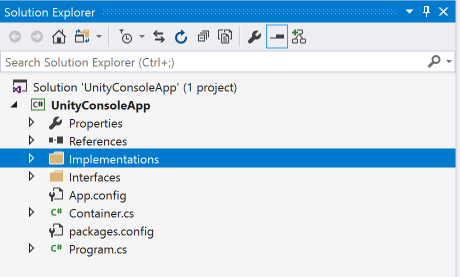 Solution Explorer
Search Solution Explorer (Ctrl+;)
Solution 'UnityConsoleApp' (1 project)
C# UnityConsoleApp
Properties
References
Implementations
Interfaces
App.config
C# Container.cs
packages.config
C# Program.cs